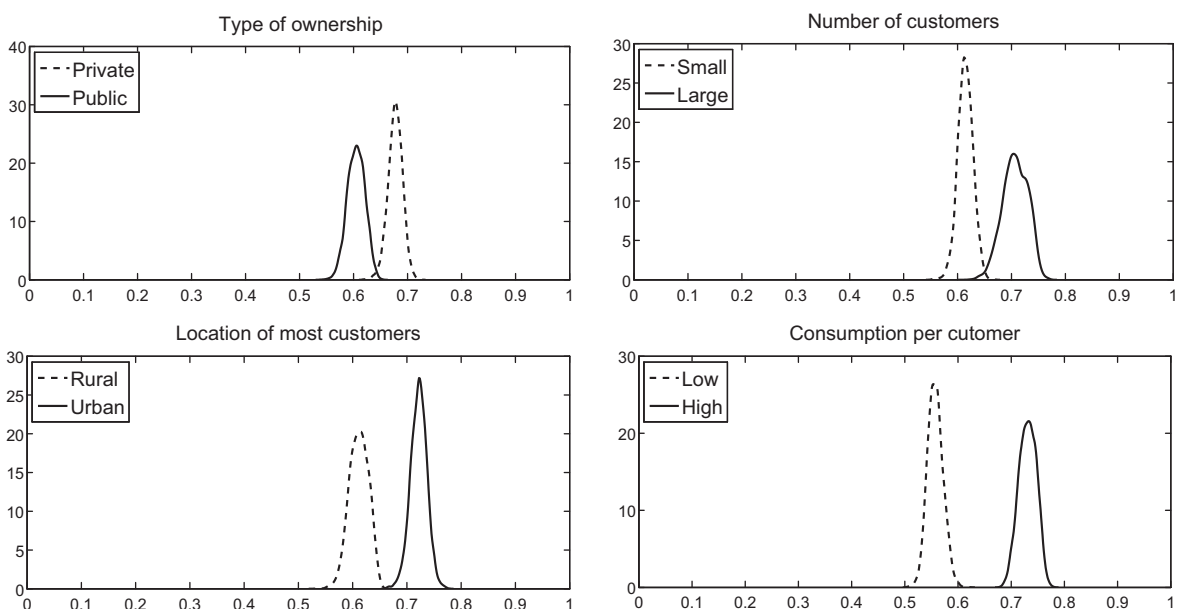 Type of ownership
40
30
20
10
0
0 0.1 0.2 0.3 0.4 0.5 0.6 0.7 0.8 0.9 1
Private
Public
Number of customers
30
25
20
15
10
5
0
0 0.1 0.2 0.3 0.4 0.5 0.6 0.7 0.8 0.9 1
Small
Large
Location of most customers
30
25
20
15
10
5
0
0 0.1 0.2 0.3 0.4 0.5 0.6 0.7 0.8 0.9 1
Rural
Urban
Consumption per cutomer
30
20
10
0
0 0.1 0.2 0.3 0.4 0.5 0.6 0.7 0.8 0.9 1
Low
High